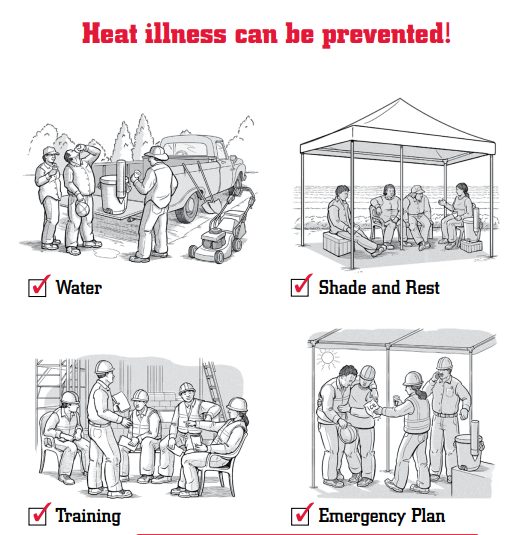 Heat illness can be prevented!
Water
Shade and Rest
Training
Emergency Plan